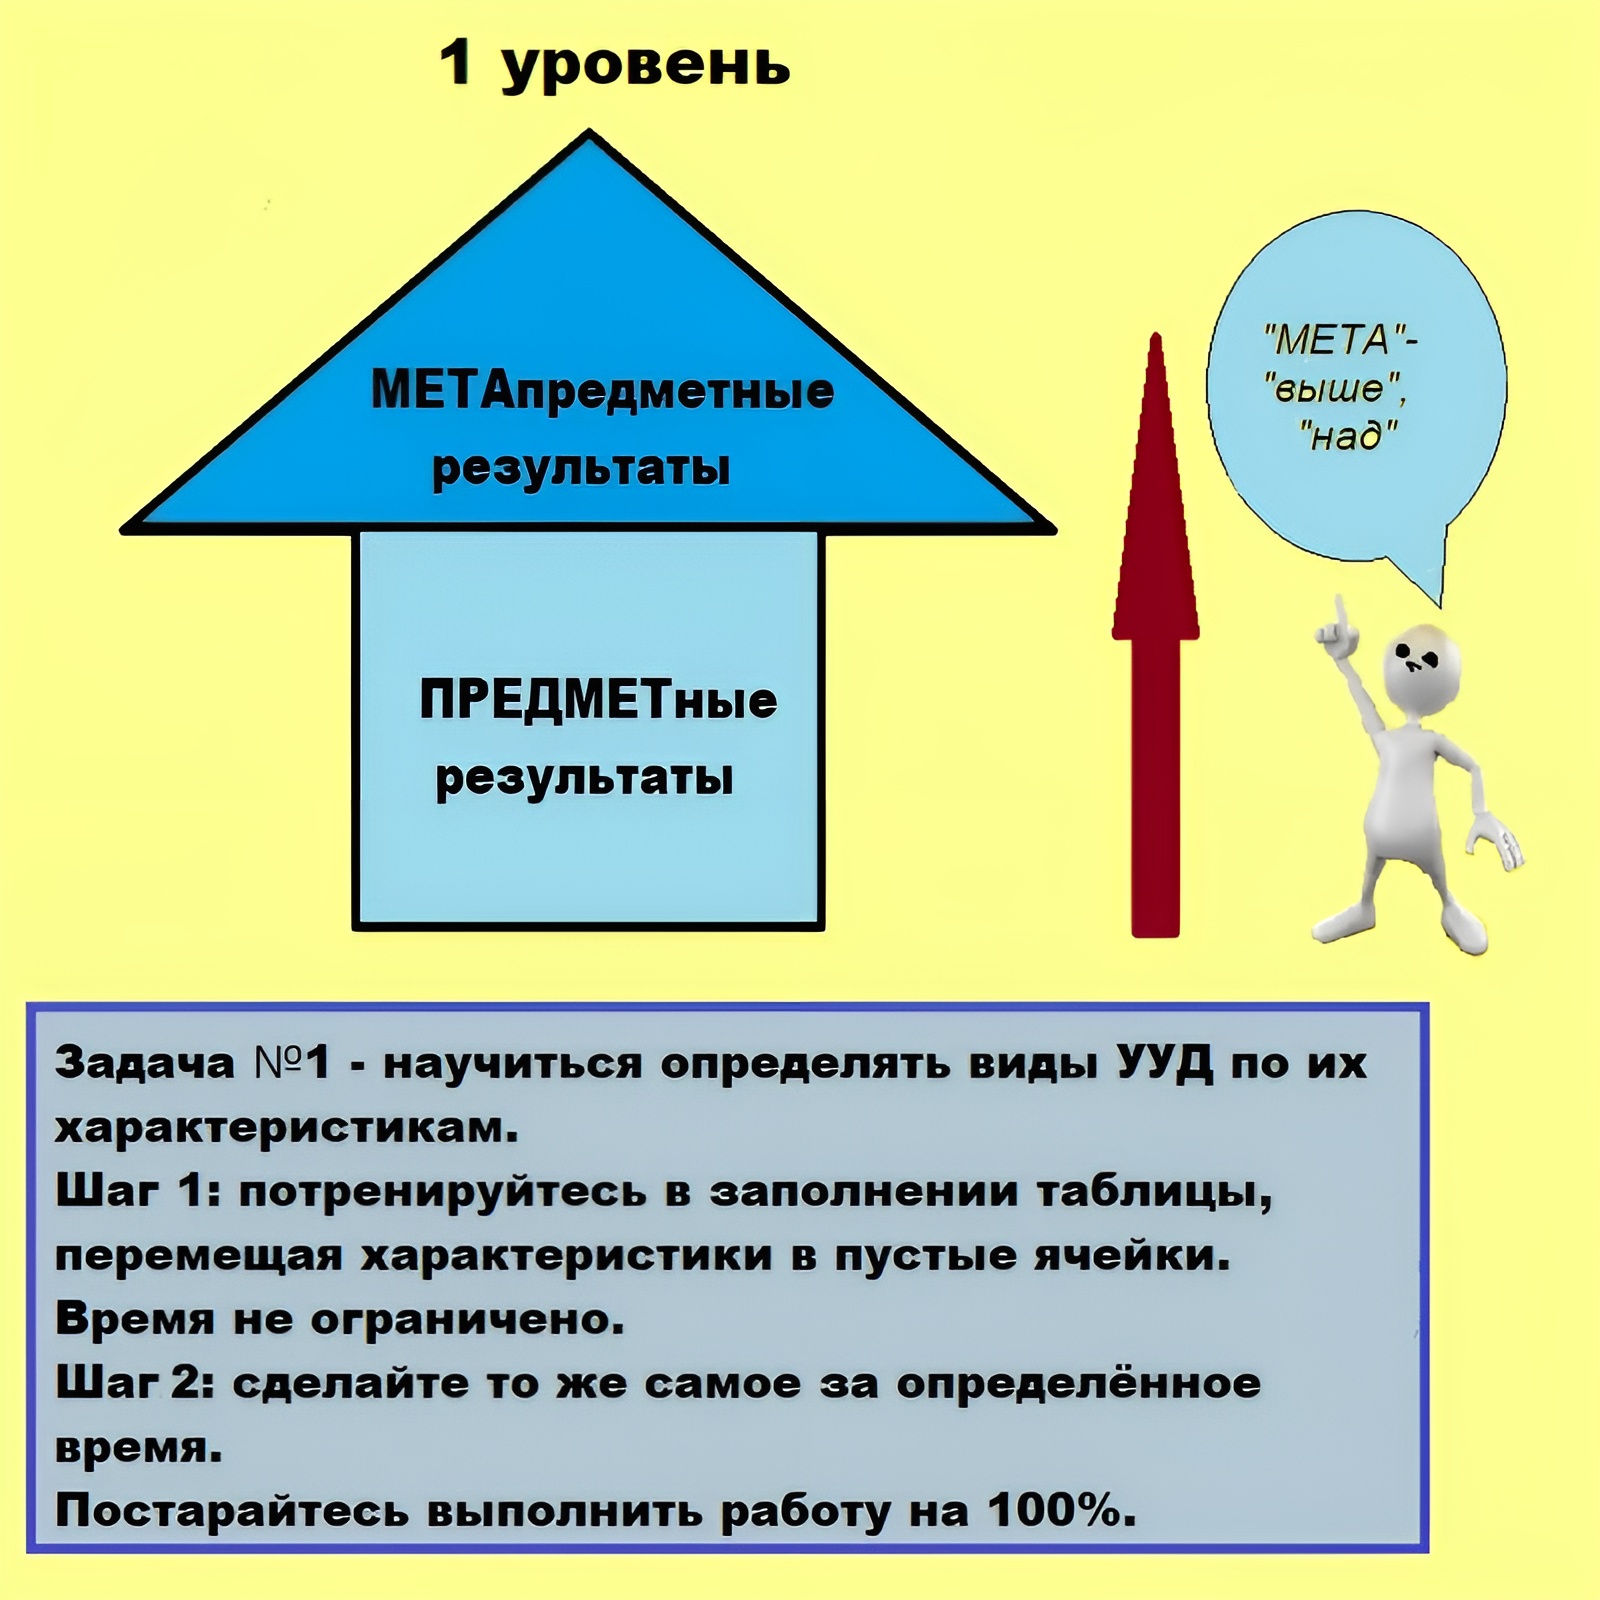 1 уровень
МЕТАпредметные
результаты
"МЕТА"-
"выше",
"над"
ПРЕДМЕТные
результаты
Задача №1 - научиться определять виды УУД по их
характеристикам.
Шаг 1: потренируйтесь в заполнении таблицы,
перемещая характеристики в пустые ячейки.
Время не ограничено.
Шаг 2: сделайте то же самое за определённое
время.
Постарайтесь выполнить работу на 100%.